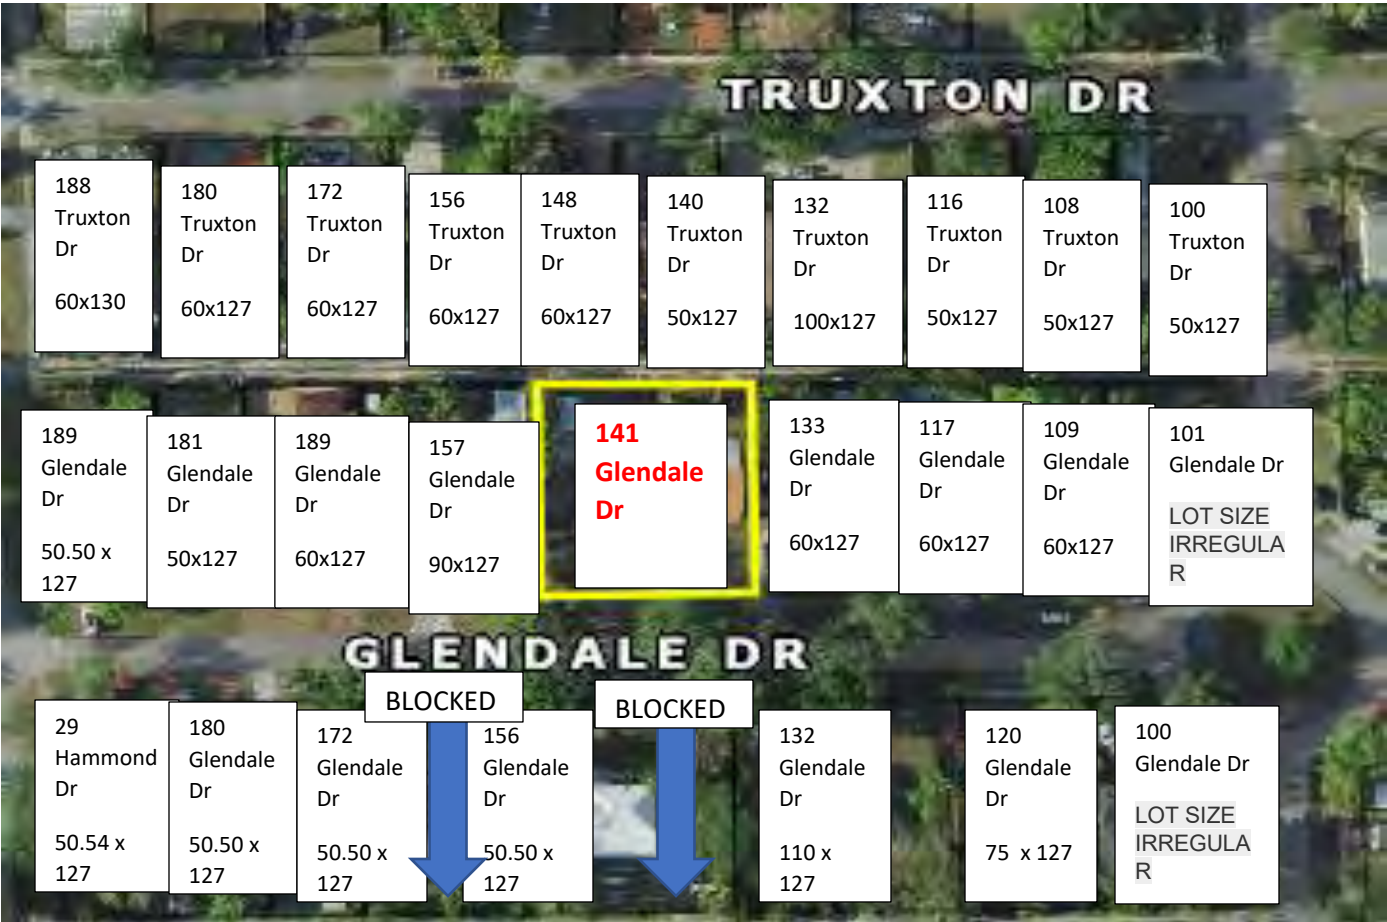 TRUXTON DR
188
Truxton
Dr
60x130
180
Truxton
Dr
60x127
172
Truxton
Dr
60x127
156
Truxton
Dr
60x127
148
Truxton
Dr
60x127
140
Truxton
Dr
50x127
132
Truxton
Dr
100x127
116
Truxton
Dr
50x127
108
Truxton
Dr
50x127
100
Truxton
Dr
50x127
189
Glendale
Dr
50.50 x
127
181
Glendale
Dr
50x127
189
Glendale
Dr
60x127
157
Glendale
Dr
90x127
141
Glendale
Dr
133
Glendale
Dr
60x127
117
Glendale
Dr
60x127
109
Glendale
Dr
60x127
101
Glendale Dr
LOT SIZE
IRREGULA
R
GLENDALE DR
BLOCKED
BLOCKED
29
Hammond
Dr
50.54 x
127
180
Glendale
Dr
50.50 x
127
172
Glendale
Dr
50.50 x
127
156
Glendale
Dr
50.50 x
127
132
Glendale
Dr
110 x
127
120
Glendale
Dr
75 x 127
100
Glendale Dr
LOT SIZE
IRREGULA
R